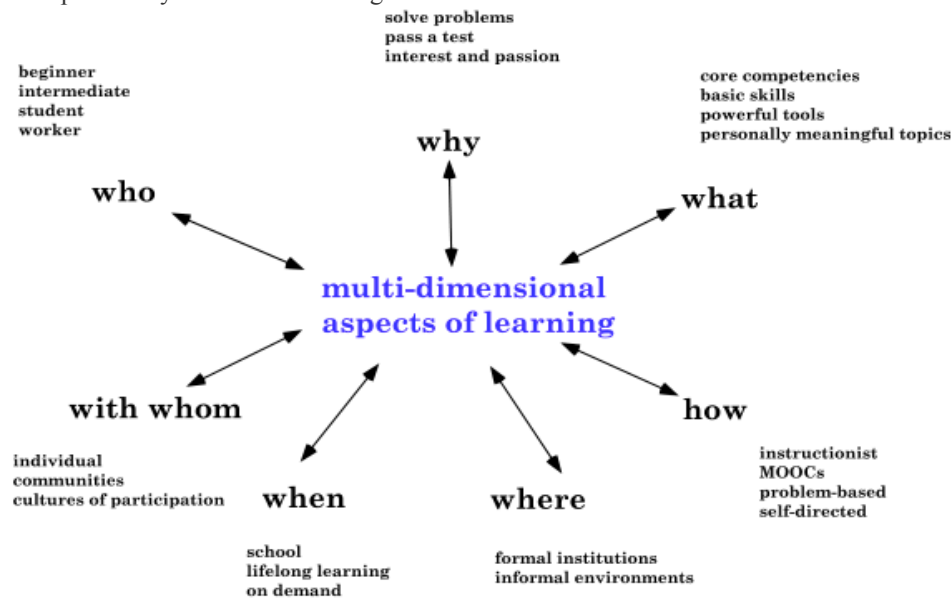 solve problems
pass a test
interest and passion
beginner
intermediate
student
worker
core competencies
basic skills
powerful tools
personally meaningful topics
why
who
what
multi-dimensional
aspects of learning
with whom
how
individual
communities
cultures of participation
instructionist
MOOCs
problem-based
self-directed
when
where
school
lifelong learning
on demand
formal institutions
informal environments